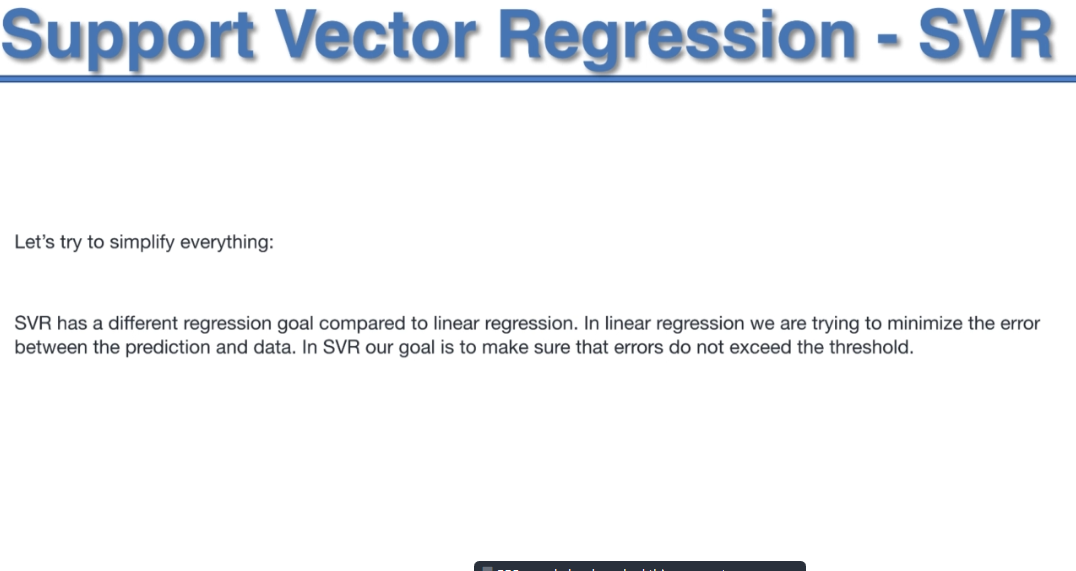 Support Vector Regression - SVR
Let's try to simplify everything:
SVR has a different regression goal compared to linear regression. In linear regression we are trying to minimize the error
between the prediction and data. In SVR our goal is to make sure that errors do not exceed the threshold.